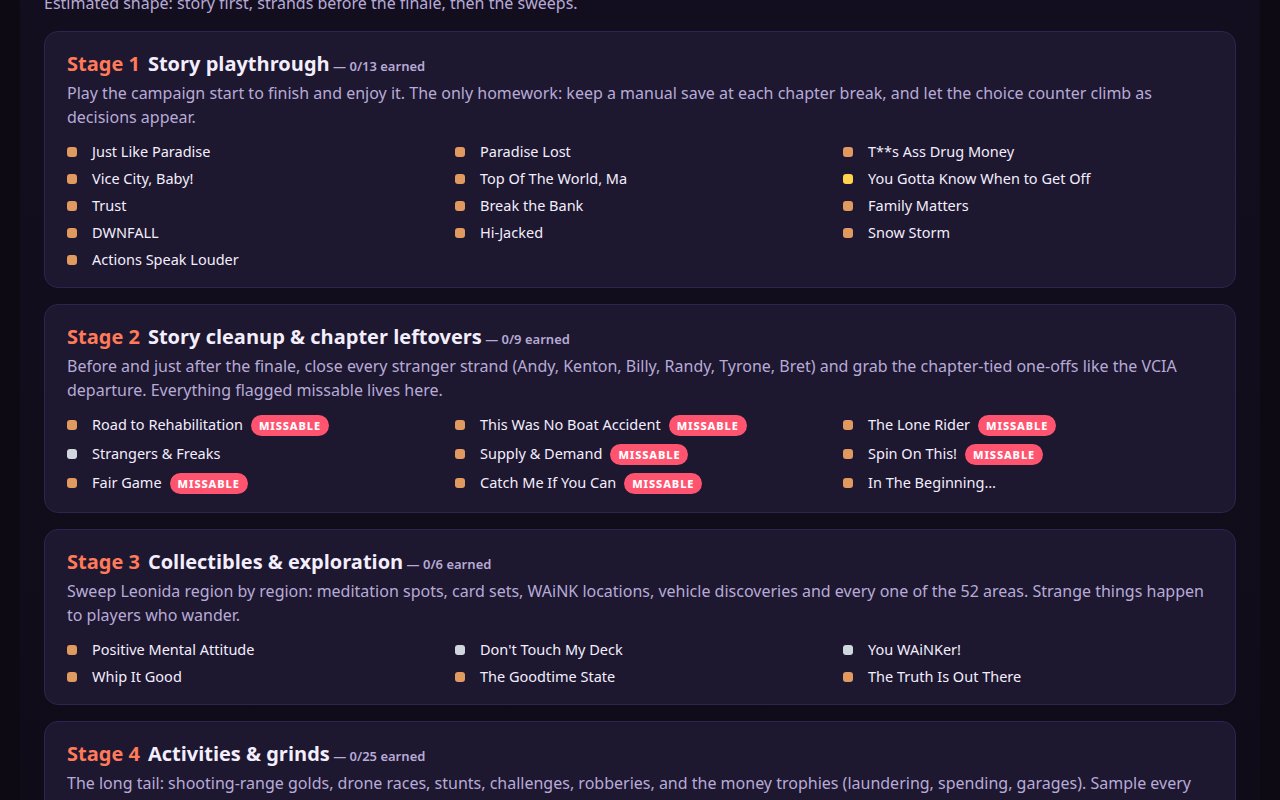 Estimated shape: story first, strands before the finale, then the sweeps.
Stage 1 Story playthrough — 0/13 earned
Play the campaign start to finish and enjoy it. The only homework: keep a manual save at each chapter break, and let the choice counter climb as
decisions appear.
Just Like Paradise
Paradise Lost
T**s Ass Drug Money
Vice City, Baby!
Top Of The World, Ma
You Gotta Know When to Get Off
Trust
Break the Bank
Family Matters
DWNFALL
Hi-Jacked
Snow Storm
Actions Speak Louder
Stage 2 Story cleanup & chapter leftovers — 0/9 earned
Before and just after the finale, close every stranger strand (Andy, Kenton, Billy, Randy, Tyrone, Bret) and grab the chapter-tied one-offs like the VCIA
departure. Everything flagged missable lives here.
Road to Rehabilitation MISSABLE
This Was No Boat Accident MISSABLE
The Lone Rider MISSABLE
Strangers & Freaks
Supply & Demand MISSABLE
Spin On This! MISSABLE
Fair Game MISSABLE
Catch Me If You Can MISSABLE
In The Beginning...
Stage 3 Collectibles & exploration — 0/6 earned
Sweep Leonida region by region: meditation spots, card sets, WAiNK locations, vehicle discoveries and every one of the 52 areas. Strange things happen
to players who wander.
Positive Mental Attitude
Don't Touch My Deck
You WAiNKer!
Whip It Good
The Goodtime State
The Truth Is Out There
Stage 4 Activities & grinds — 0/25 earned
The long tail: shooting-range golds, drone races, stunts, challenges, robberies, and the money trophies (laundering, spending, garages). Sample every